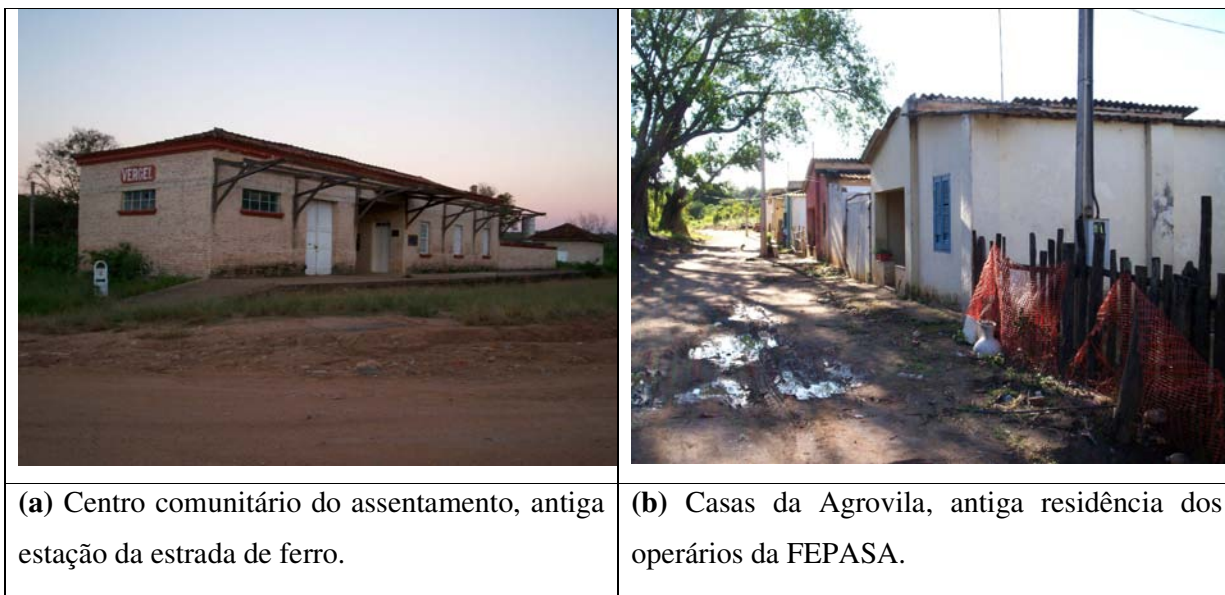 VERGEL
(a) Centro comunitário do assentamento, antiga
estação da estrada de ferro.
(b) Casas da Agrovila, antiga residência dos
operários da FEPASA.